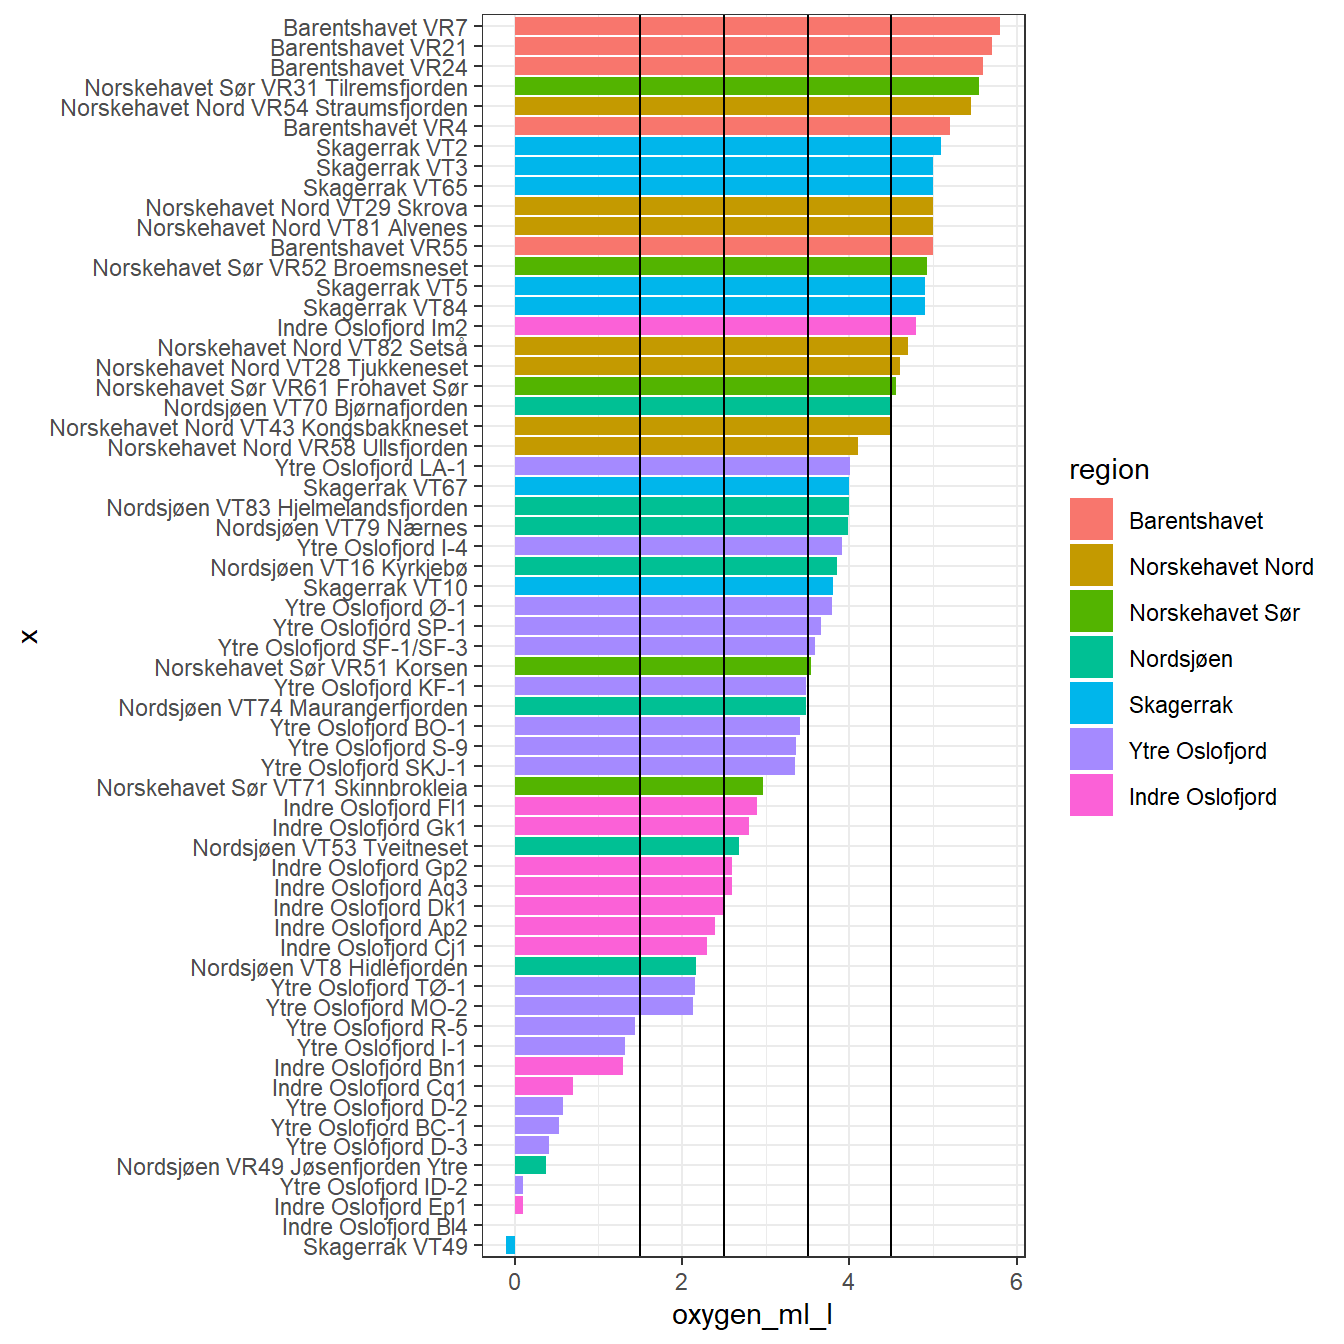 Barentshavet VR7
Barentshavet VR21
Barentshavet VR24
Norskehavet Sør VR31 Tilremsfjorden
Norskehavet Nord VR54 Straumsfjorden
Barentshavet VR4
Skagerrak VT2
Skagerrak VT3
Skagerrak VT65
Norskehavet Nord VT29 Skrova
Norskehavet Nord VT81 Alvenes
Barentshavet VR55
Norskehavet Sør VR52 Broemsneset
Skagerrak VT5
Skagerrak VT84
Indre Oslofjord Im2
Norskehavet Nord VT82 Setså
Norskehavet Nord VT28 Tjukkeneset
Norskehavet Sør VR61 Frohavet Sør
Nordsjøen VT70 Bjørnafjorden
Norskehavet Nord VT43 Kongsbakkneset
Norskehavet Nord VR58 Ullsfjorden
Ytre Oslofjord LA-1
Skagerrak VT67
Nordsjøen VT83 Hjelmelandsfjorden
Nordsjøen VT79 Nærnes
Ytre Oslofjord I-4
Nordsjøen VT16 Kyrkjebø
Skagerrak VT10
Ytre Oslofjord Ø-1
Ytre Oslofjord SP-1
Ytre Oslofjord SF-1/SF-3
Norskehavet Sør VR51 Korsen
Ytre Oslofjord KF-1
Nordsjøen VT74 Maurangerfjorden
Ytre Oslofjord BO-1
Ytre Oslofjord S-9
Ytre Oslofjord SKJ-1
Norskehavet Sør VT71 Skinnbrokleia
Indre Oslofjord Fl1
Indre Oslofjord Gk1
Nordsjøen VT53 Tveitneset
Indre Oslofjord Gp2
Indre Oslofjord Aq3
Indre Oslofjord Dk1
Indre Oslofjord Ap2
Indre Oslofjord Cj1
Nordsjøen VT8 Hidlefjorden
Ytre Oslofjord TØ-1
Ytre Oslofjord MO-2
Ytre Oslofjord R-5
Ytre Oslofjord I-1
Indre Oslofjord Bn1
Indre Oslofjord Cq1
Ytre Oslofjord D-2
Ytre Oslofjord BC-1
Ytre Oslofjord D-3
Nordsjøen VR49 Jøsenfjorden Ytre
Ytre Oslofjord ID-2
Indre Oslofjord Ep1
Indre Oslofjord Bl4
Skagerrak VT49
x
0 2 4 6
oxygen_ml_l
region
Barentshavet
Norskehavet Nord
Norskehavet Sør
Nordsjøen
Skagerrak
Ytre Oslofjord
Indre Oslofjord